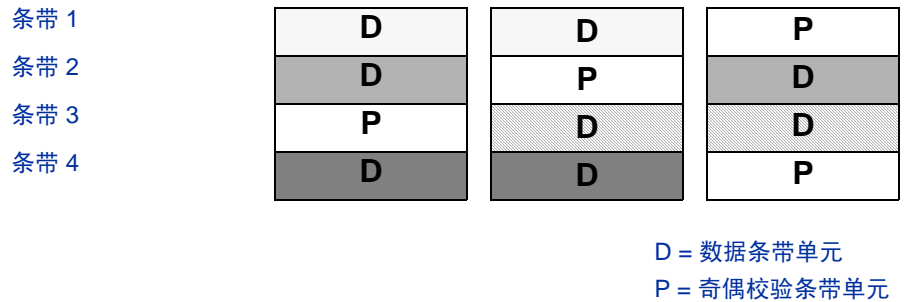 条带 1 D D P
条带 2 D P D
条带 3 P D D
条带 4 D D P
D = 数据条带单元
P = 奇偶校验条带单元